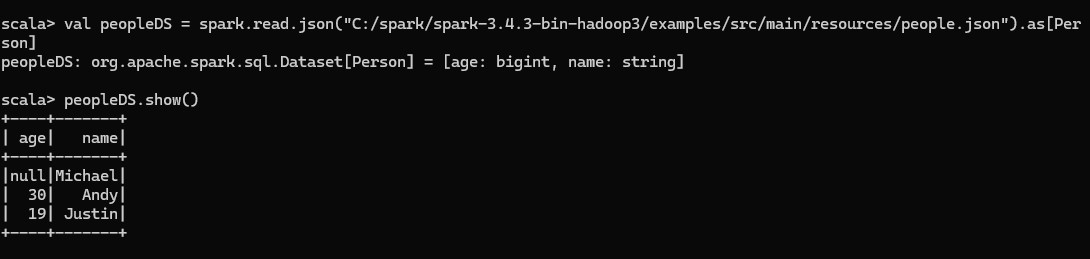 scala> val peopleDS = spark.read.json("C:/spark/spark-3.4.3-bin-hadoop3/examples/src/main/resources/people.json").as[Per
son]
peopleDS: org.apache.spark.sql.Dataset[Person] = [age: bigint, name: string]

scala> peopleDS.show()
+----+-------+
| age|   name|
+----+-------+
|null|Michael|
|  30|   Andy|
|  19| Justin|
+----+-------+